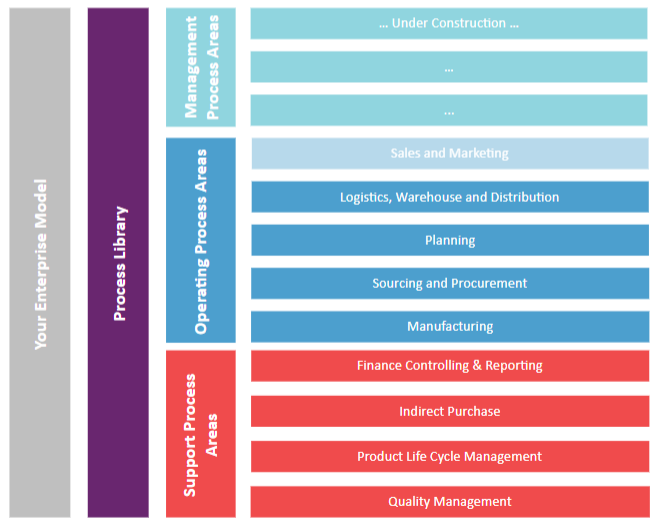 Your Enterprise Model
Process Library
Management
Process Areas
... Under Construction ...
...
...
Operating Process Areas
Sales and Marketing
Logistics, Warehouse and Distribution
Planning
Sourcing and Procurement
Manufacturing
Support Process
Areas
Finance Controlling & Reporting
Indirect Purchase
Product Life Cycle Management
Quality Management